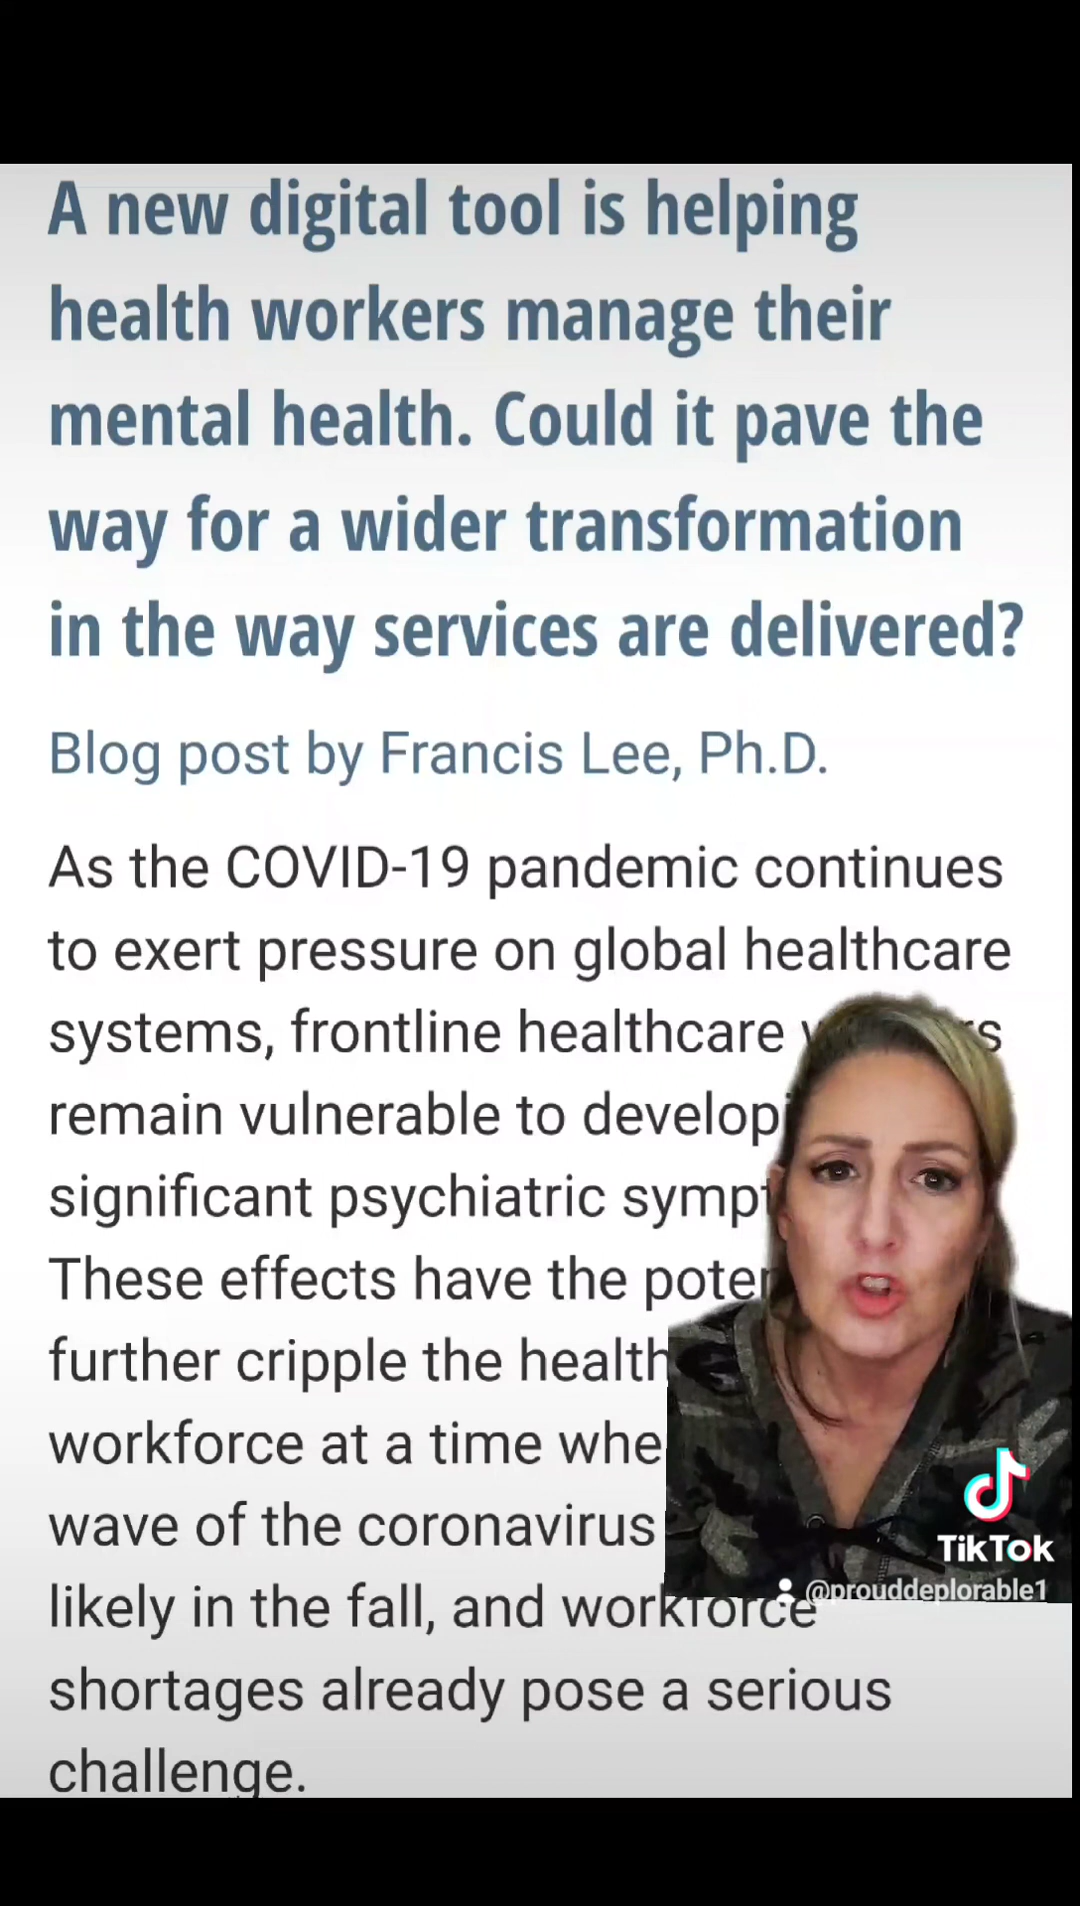 A new digital tool is helping
health workers manage their
mental health. Could it pave the
way for a wider transformation
in the way services are delivered?
Blog post by Francis Lee, Ph.D.
As the COVID-19 pandemic continues
to exert pressure on global healthcare
systems, frontline healthcare
remain vulnerable to
significant psychiatric
These effects have the
further cripple the
workforce at a time
wave of the coronavirus
likely in the fall, and workforce
shortages already pose a serious
challenge.
TikTok
@prouddeplorable1